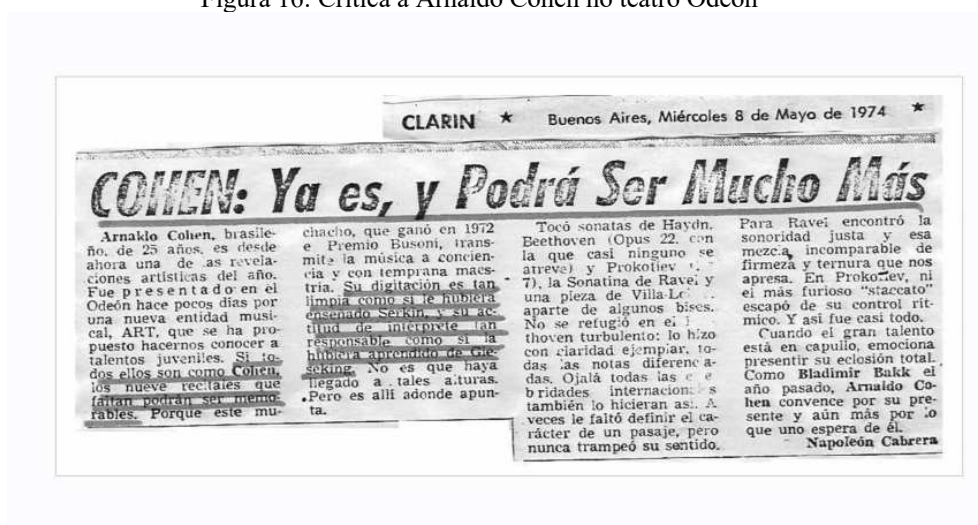 Figura 16: Crítica a Arnaldo Cohen no teatro Odeon
CLARIN ★ Buenos Aires, Miércoles 8 de Mayo de 1974 ★
COHEN: Ya es, y Podrá Ser Mucho Más
Arnaldo Cohen, brasile-
ño, de 25 años, es desde
ahora una de .as revela-
ciones artísticas del año.
Fue presentado en el
Odeón hace pocos días por
una nueva entidad musi-
cal, ART, que se ha pro-
puesto hacernos conocer a
talentos juveniles. Si to-
dos ellos son como Cohen,
los nueve recitales que
faltan podrán ser memo-
rables. Porque este mu-
chacho, que ganó en 1972
e Premio Busoni, trans-
mite la música a concien-
cia y con temprana maes-
tría. Su digitación es tan
limpia como si le hubiera
enseñado Serkin, y su ac-
titud de intérprete tan
responsable como si la
hubiera aprendido de Gie-
seking. No es que haya
llegado a tales alturas.
Pero es allí adonde apun-
ta.
Tocó sonatas de Haydn,
Beethoven (Opus 22, con
la que casi ninguno se
atreve) y Prokotiev
7), la Sonatina de Ravel y
una pieza de
aparte de algunos bises.
No se refugió en el
thoven turbulento: lo hizo
con claridad ejemplar, to-
das las notas diferenc a-
das. Ojalá todas las
bridades
también lo hicieran así. A
veces le faltó definir el ca-
rácter de un pasaje, pero
nunca trampeó su sentido.
Para Ravel encontró la
sonoridad justa y esa
mezc.a incomparable de
firmeza y ternura que nos
apresa. En Prokofiev, ni
el más furioso "staccato"
escapó de su control rít-
mico. Y así fue casi todo.
Cuando el gran talento
está en capullo, emociona
presentir su eclosión total.
Como Bladimir Bakk el
año pasado, Arnaldo Co-
hen convence por su pre-
sente y aún más por lo
que uno espera de él.
Napoleón Cabrera